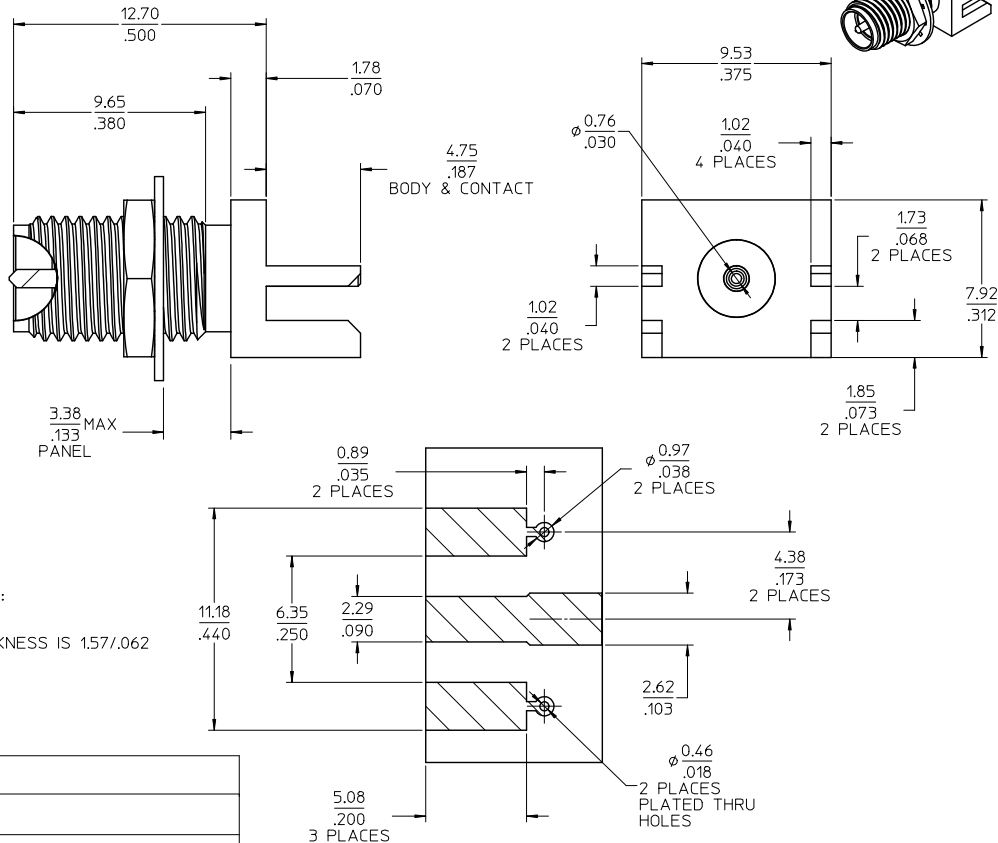 12.70
.500
9.65
.380
1.78
.070
4.75
.187
BODY & CONTACT
3.38 MAX
.133
PANEL
9.53
.375
⌀ 0.76
.030
1.02
.040
4 PLACES
1.73
.068
2 PLACES
7.92
.312
1.02
.040
2 PLACES
1.85
.073
2 PLACES
0.89
.035
2 PLACES
⌀ 0.97
.038
2 PLACES
4.38
.173
2 PLACES
11.18
.440
6.35
.250
2.29
.090
2.62
.103
⌀ 0.46
.018
2 PLACES
PLATED THRU
HOLES
5.08
.200
3 PLACES
:
KNESS IS 1.57/.062